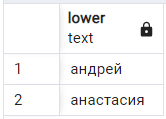 lower
text
1 андрей
2 анастасия